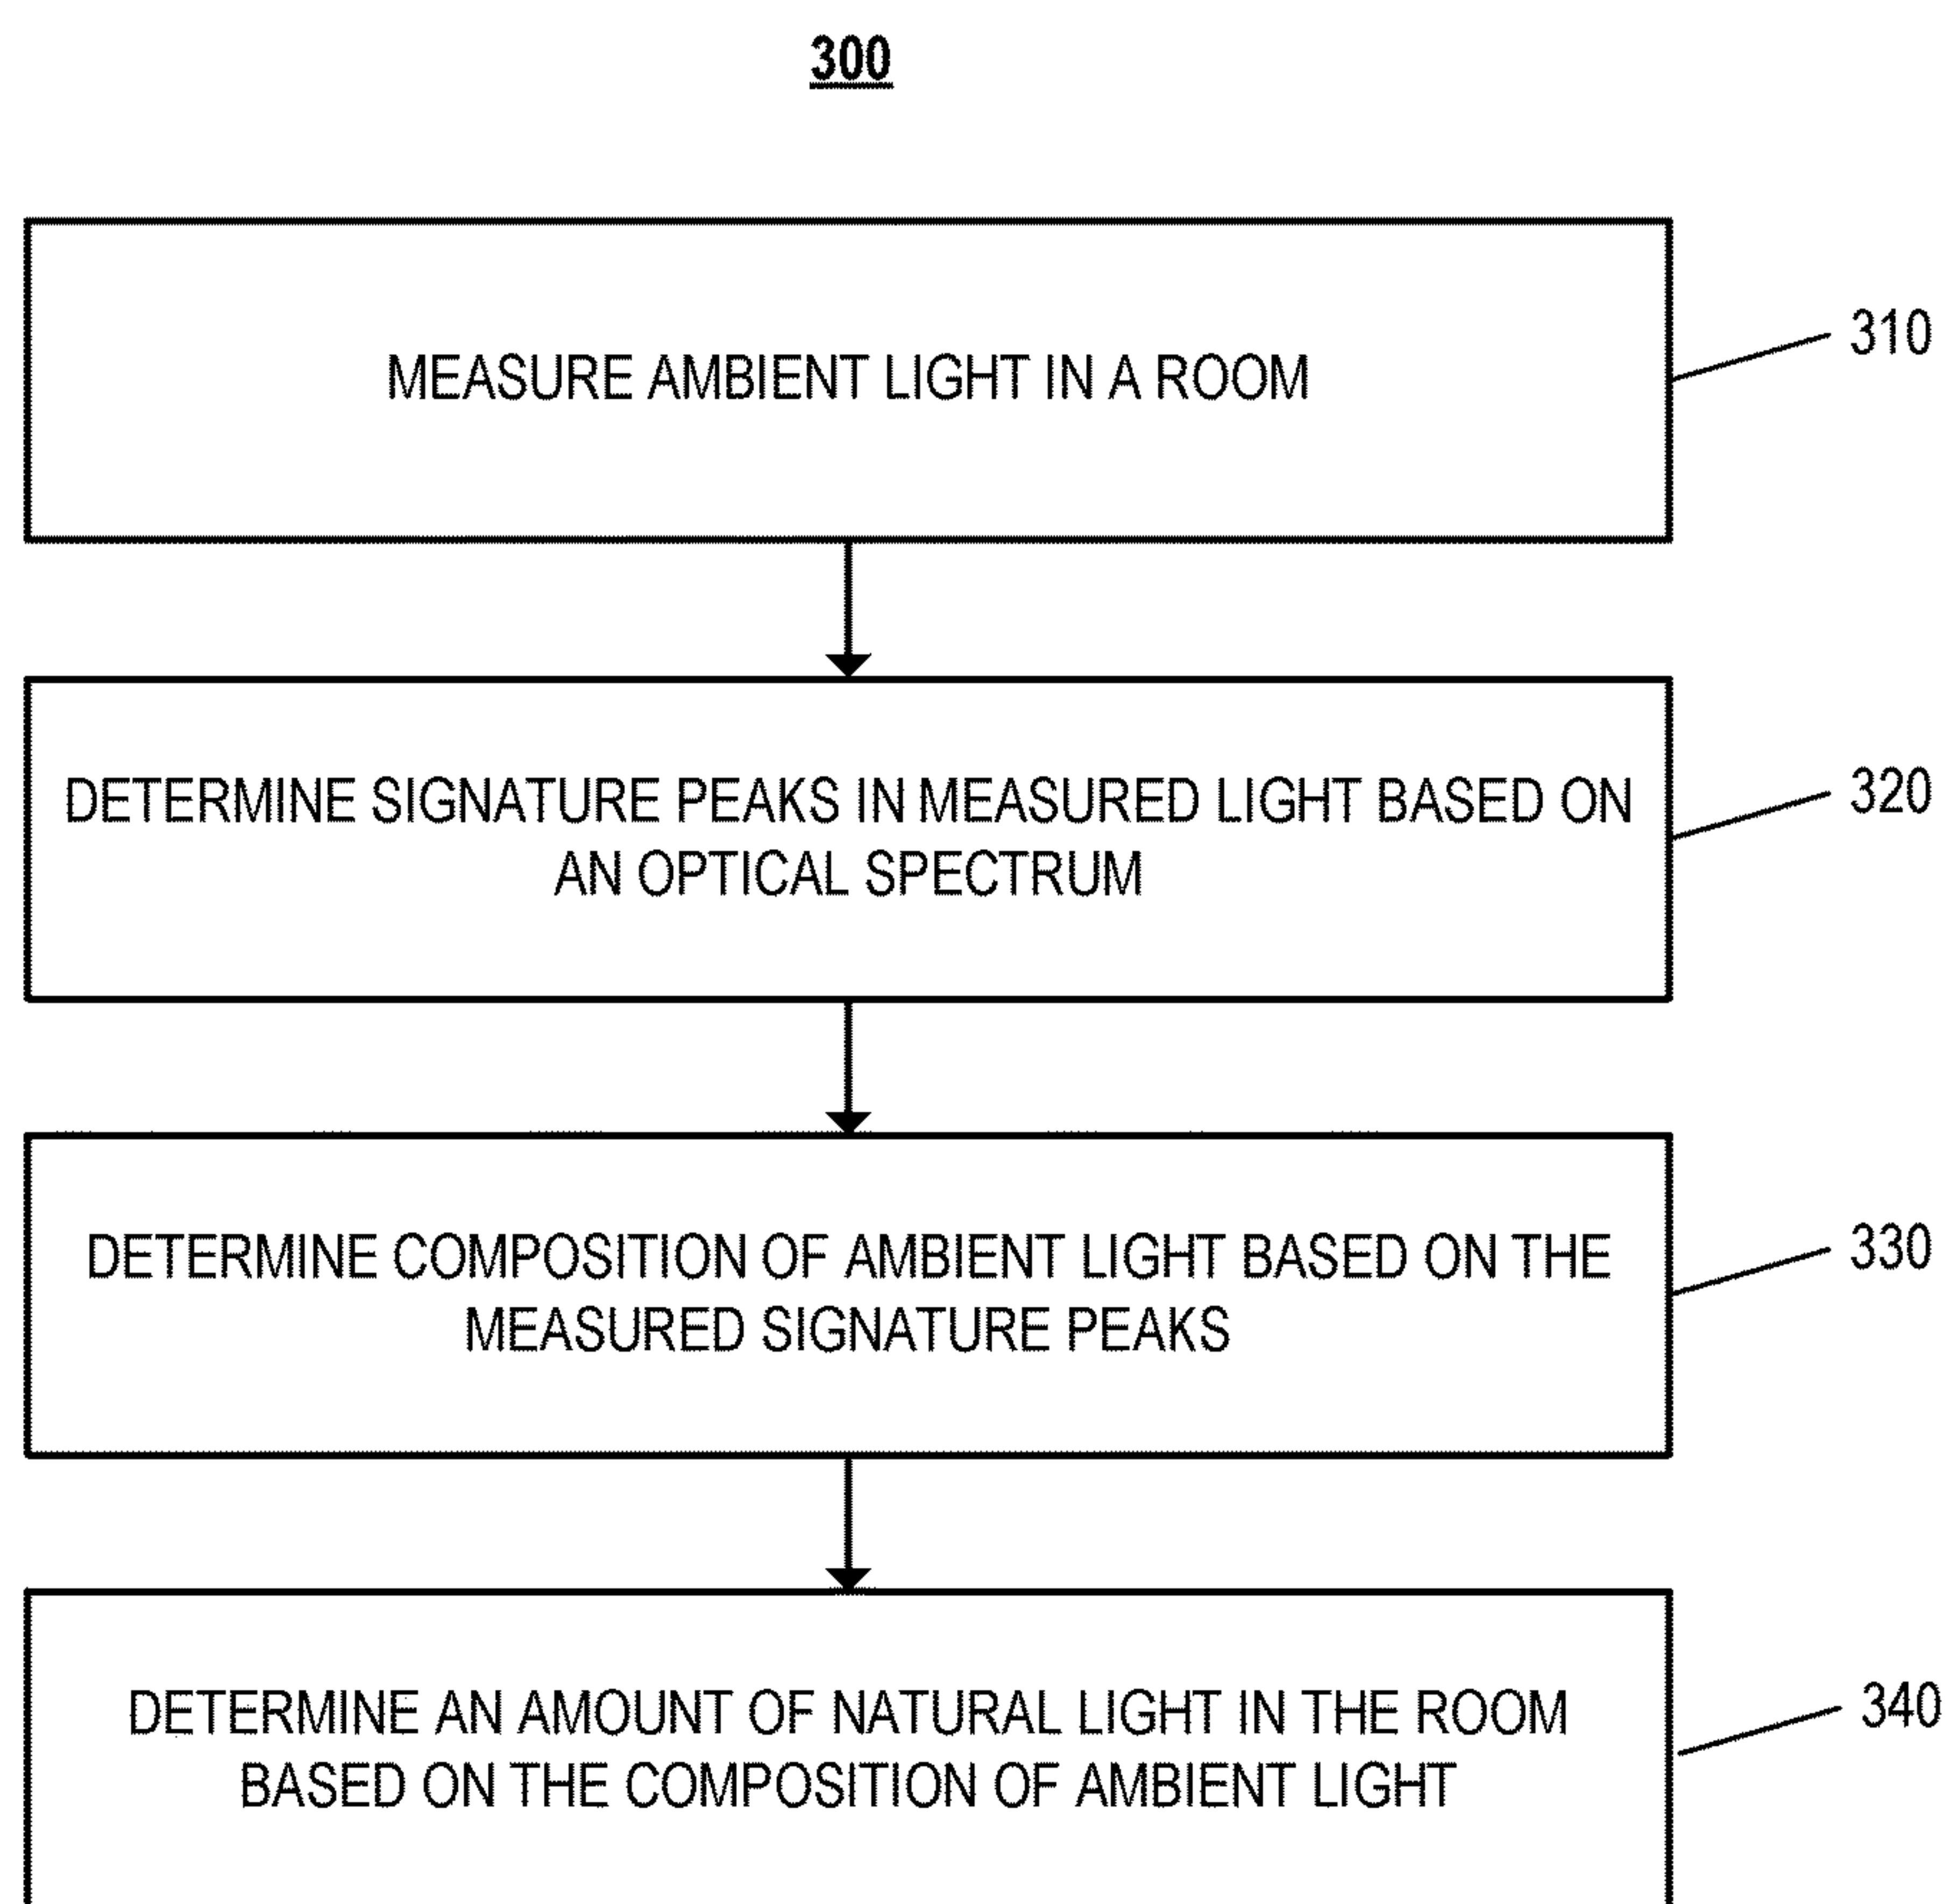 300
MEASURE AMBIENT LIGHT IN A ROOM
310
DETERMINE SIGNATURE PEAKS IN MEASURED LIGHT BASED ON
AN OPTICAL SPECTRUM
320
DETERMINE COMPOSITION OF AMBIENT LIGHT BASED ON THE
MEASURED SIGNATURE PEAKS
330
DETERMINE AN AMOUNT OF NATURAL LIGHT IN THE ROOM
BASED ON THE COMPOSITION OF AMBIENT LIGHT
340